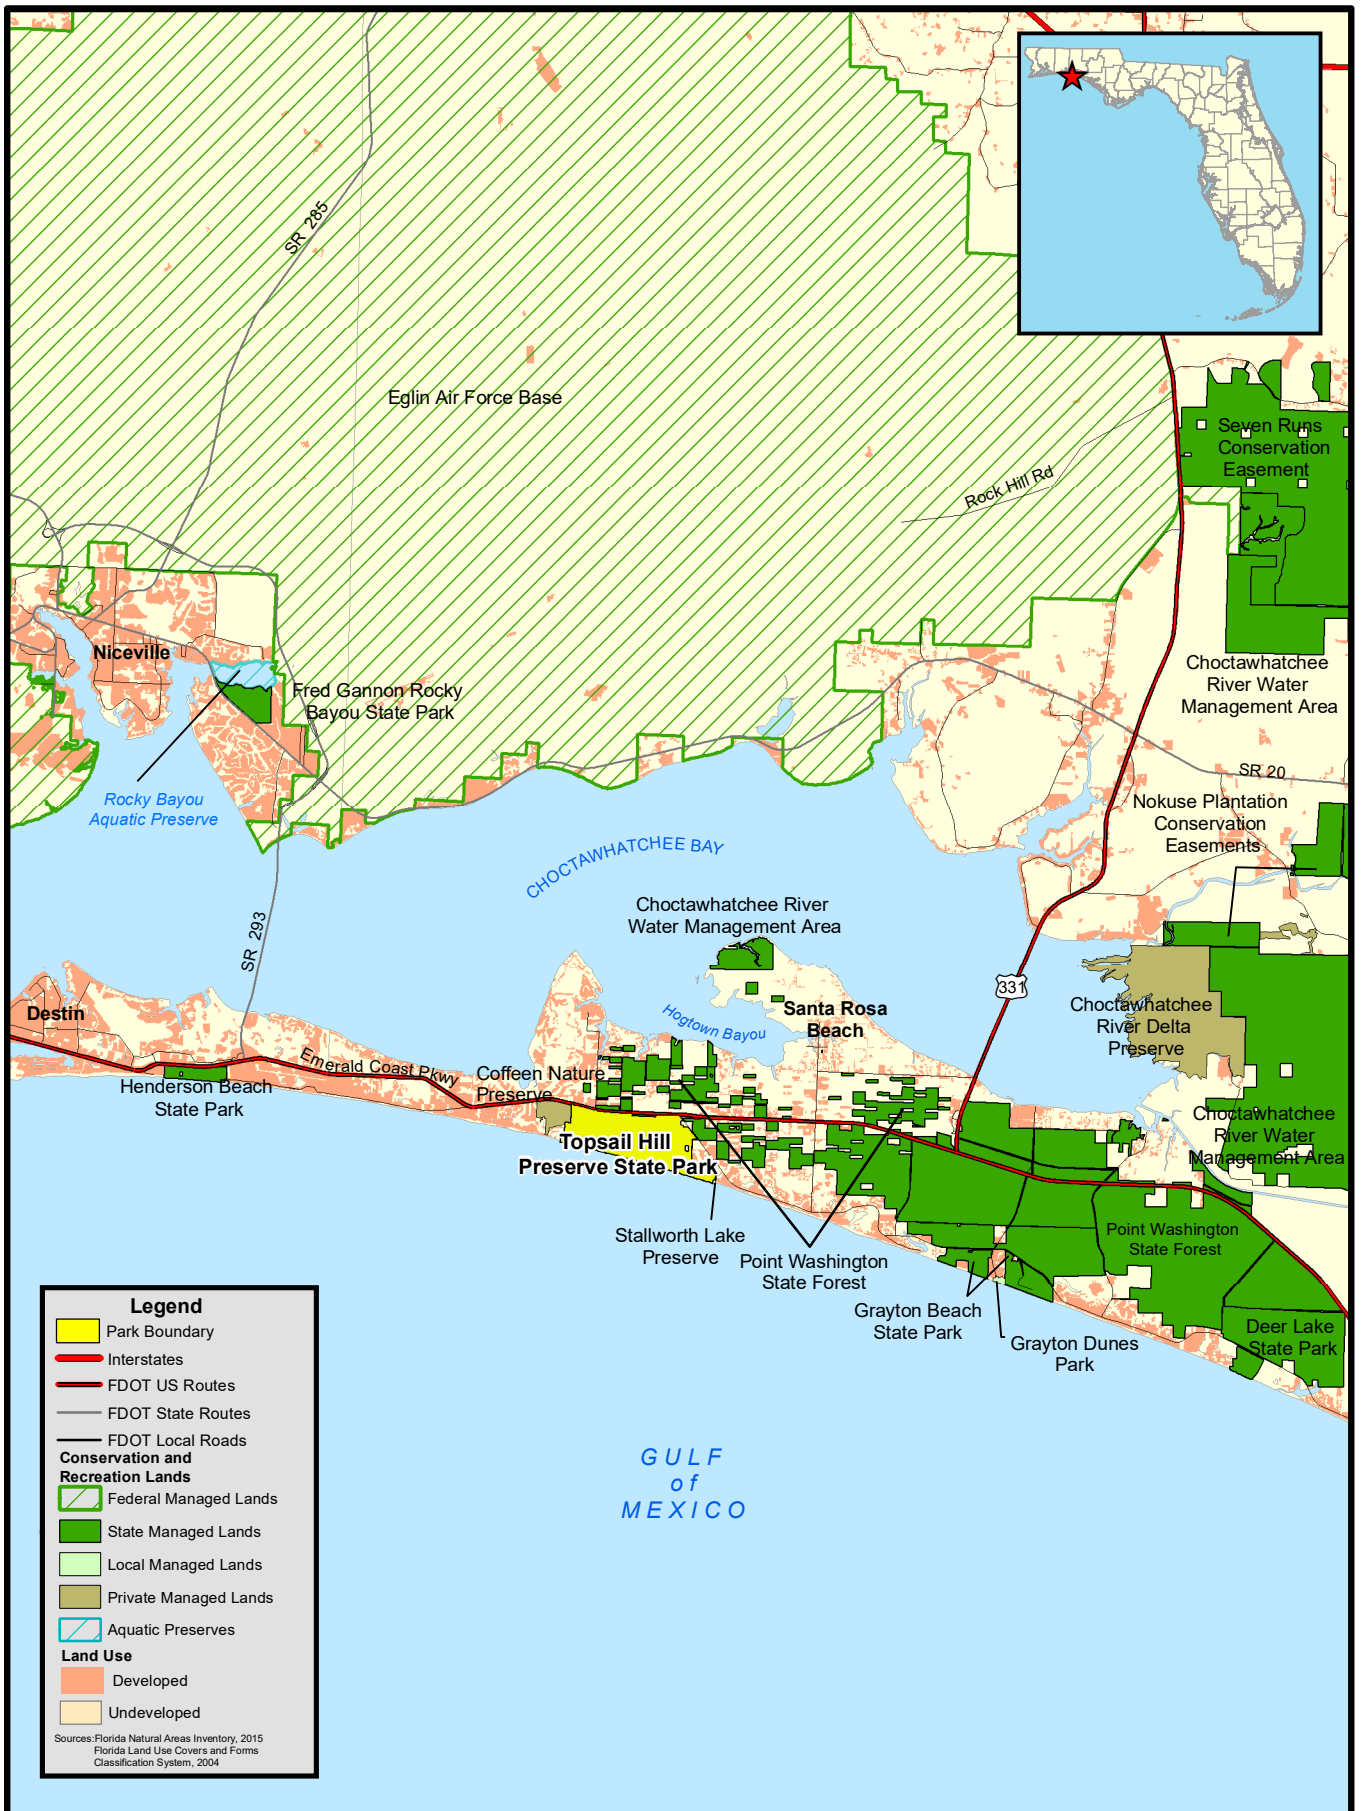 SR 285
Eglin Air Force Base
Rock Hill Rd
Seven Runs
Conservation
Easement
Niceville
Fred Gannon Rocky
Bayou State Park
Choctawhatchee
River Water
Management Area
SR 20
Rocky Bayou
Aquatic Preserve
Nokuse Plantation
Conservation
Easements
CHOCTAWHATCHEE BAY
Choctawhatchee River
Water Management Area
SR 293
331
Destin
Santa Rosa
Beach
Hogtown Bayou
Choctawhatchee
River Delta
Preserve
Emerald Coast Pkwy
Coffeen Nature
Preserve
Henderson Beach
State Park
Choctawhatchee
River Water
Management Area
Topsail Hill
Preserve State Park
Stallworth Lake
Preserve
Point Washington
State Forest
Point Washington
State Forest
Grayton Beach
State Park
Grayton Dunes
Park
Deer Lake
State Park
GULF
of
MEXICO
Legend
Park Boundary
Interstates
FDOT US Routes
FDOT State Routes
FDOT Local Roads
Conservation and
Recreation Lands
Federal Managed Lands
State Managed Lands
Local Managed Lands
Private Managed Lands
Aquatic Preserves
Land Use
Developed
Undeveloped
Sources:Florida Natural Areas Inventory, 2015
Florida Land Use Covers and Forms
Classification System, 2004